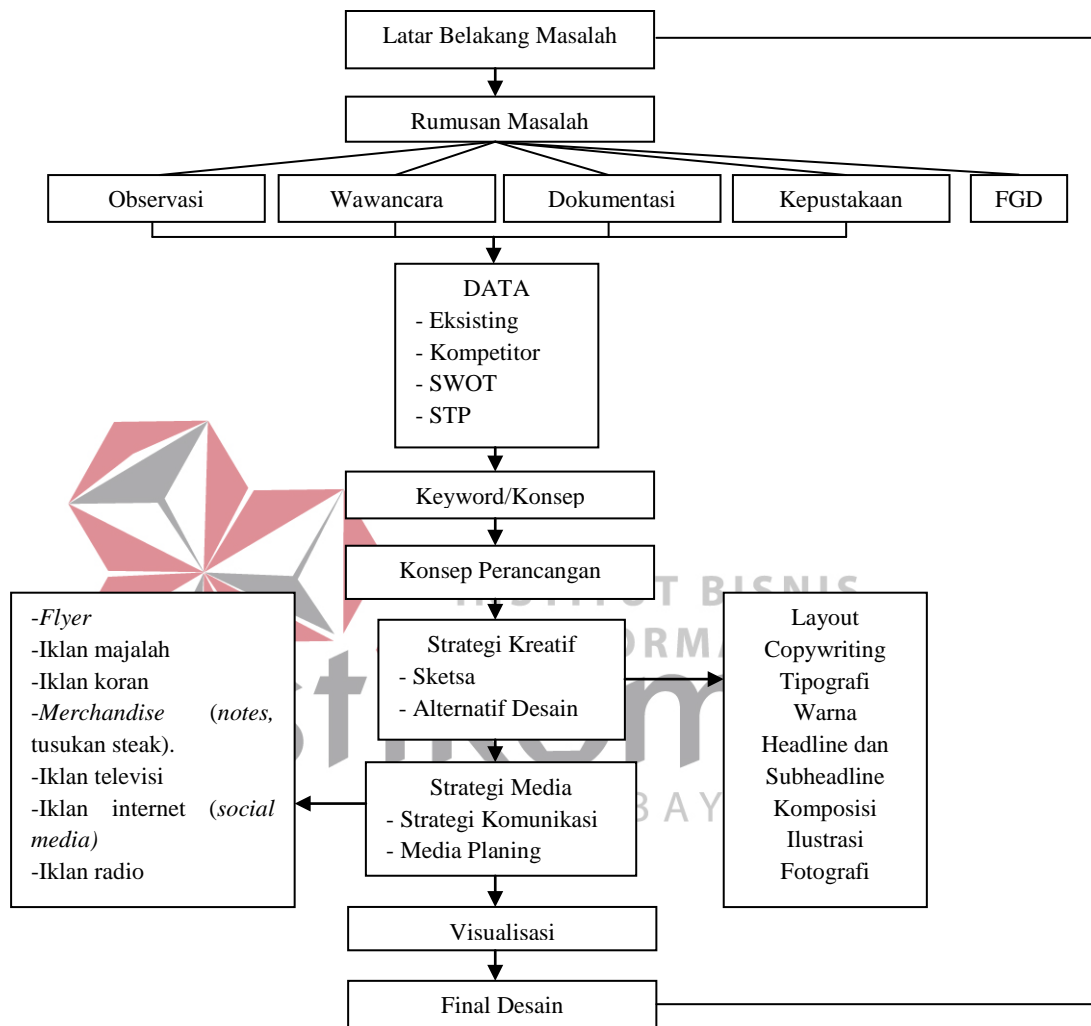 Latar Belakang Masalah
Rumusan Masalah
Observasi
Wawancara
Dokumentasi
Kepustakaan
FGD
DATA
- Eksisting
- Kompetitor
- SWOT
- STP
Keyword/Konsep
Konsep Perancangan
-Flyer
-Iklan majalah
-Iklan koran
-Merchandise (notes,
tusukan steak).
-Iklan televisi
-Iklan internet (social
media)
-Iklan radio
Strategi Kreatif
- Sketsa
- Alternatif Desain
Layout
Copywriting
Tipografi
Warna
Headline dan
Subheadline
Komposisi
Ilustrasi
Fotografi
Strategi Media
- Strategi Komunikasi
- Media Planing
Visualisasi
Final Desain
BISNIS